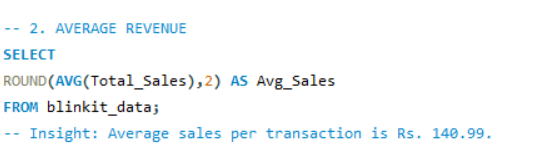 -- 2. AVERAGE REVENUE
SELECT
ROUND(AVG(Total_Sales),2) AS Avg_Sales
FROM blinkit_data;
-- Insight: Average sales per transaction is Rs. 140.99.